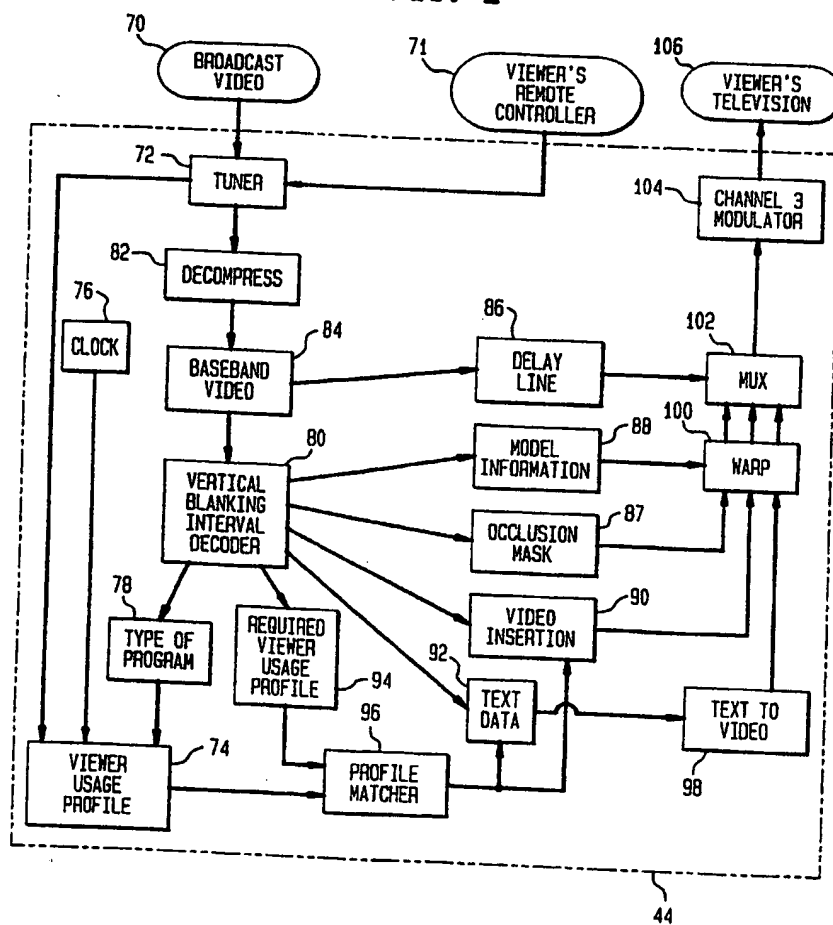 70
BROADCAST
VIDEO
71
VIEWER'S
REMOTE
CONTROLLER
106
VIEWER'S
TELEVISION
72
TUNER
104
CHANNEL 3
MODULATOR
82
DECOMPRESS
76
CLOCK
84
BASEBAND
VIDEO
86
DELAY
LINE
102
MUX
80
VERTICAL
BLANKING
INTERVAL
DECODER
88
MODEL
INFORMATION
100
WARP
87
OCCLUSION
MASK
78
TYPE OF
PROGRAM
REQUIRED
VIEWER
USAGE
PROFILE
94
90
VIDEO
INSERTION
92
TEXT
DATA
TEXT TO
VIDEO
98
74
VIEWER
USAGE
PROFILE
96
PROFILE
MATCHER
44